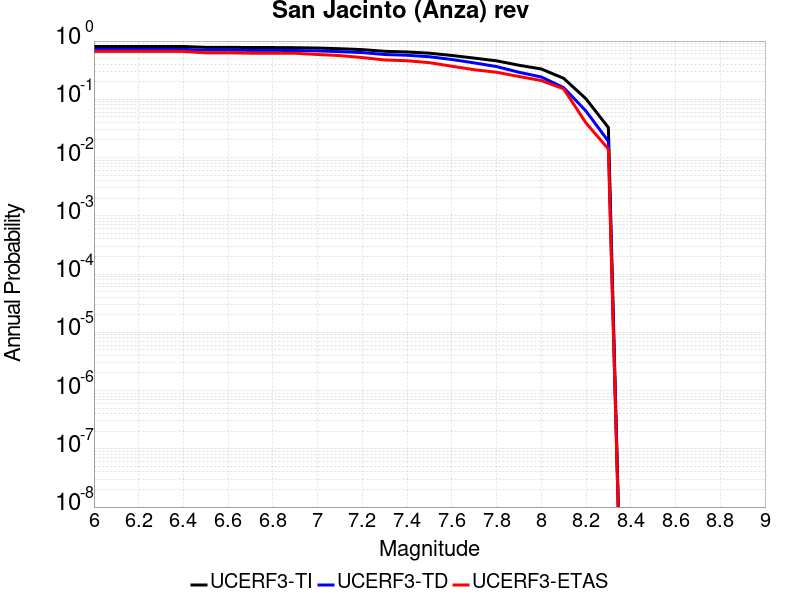 San Jacinto (Anza) rev
10^0
10^-1
10^-2
10^-3
10^-4
10^-5
10^-6
10^-7
10^-8
Annual Probability
6 6.2 6.4 6.6 6.8 7 7.2 7.4 7.6 7.8 8 8.2 8.4 8.6 8.8 9
Magnitude
UCERF3-TI UCERF3-TD UCERF3-ETAS